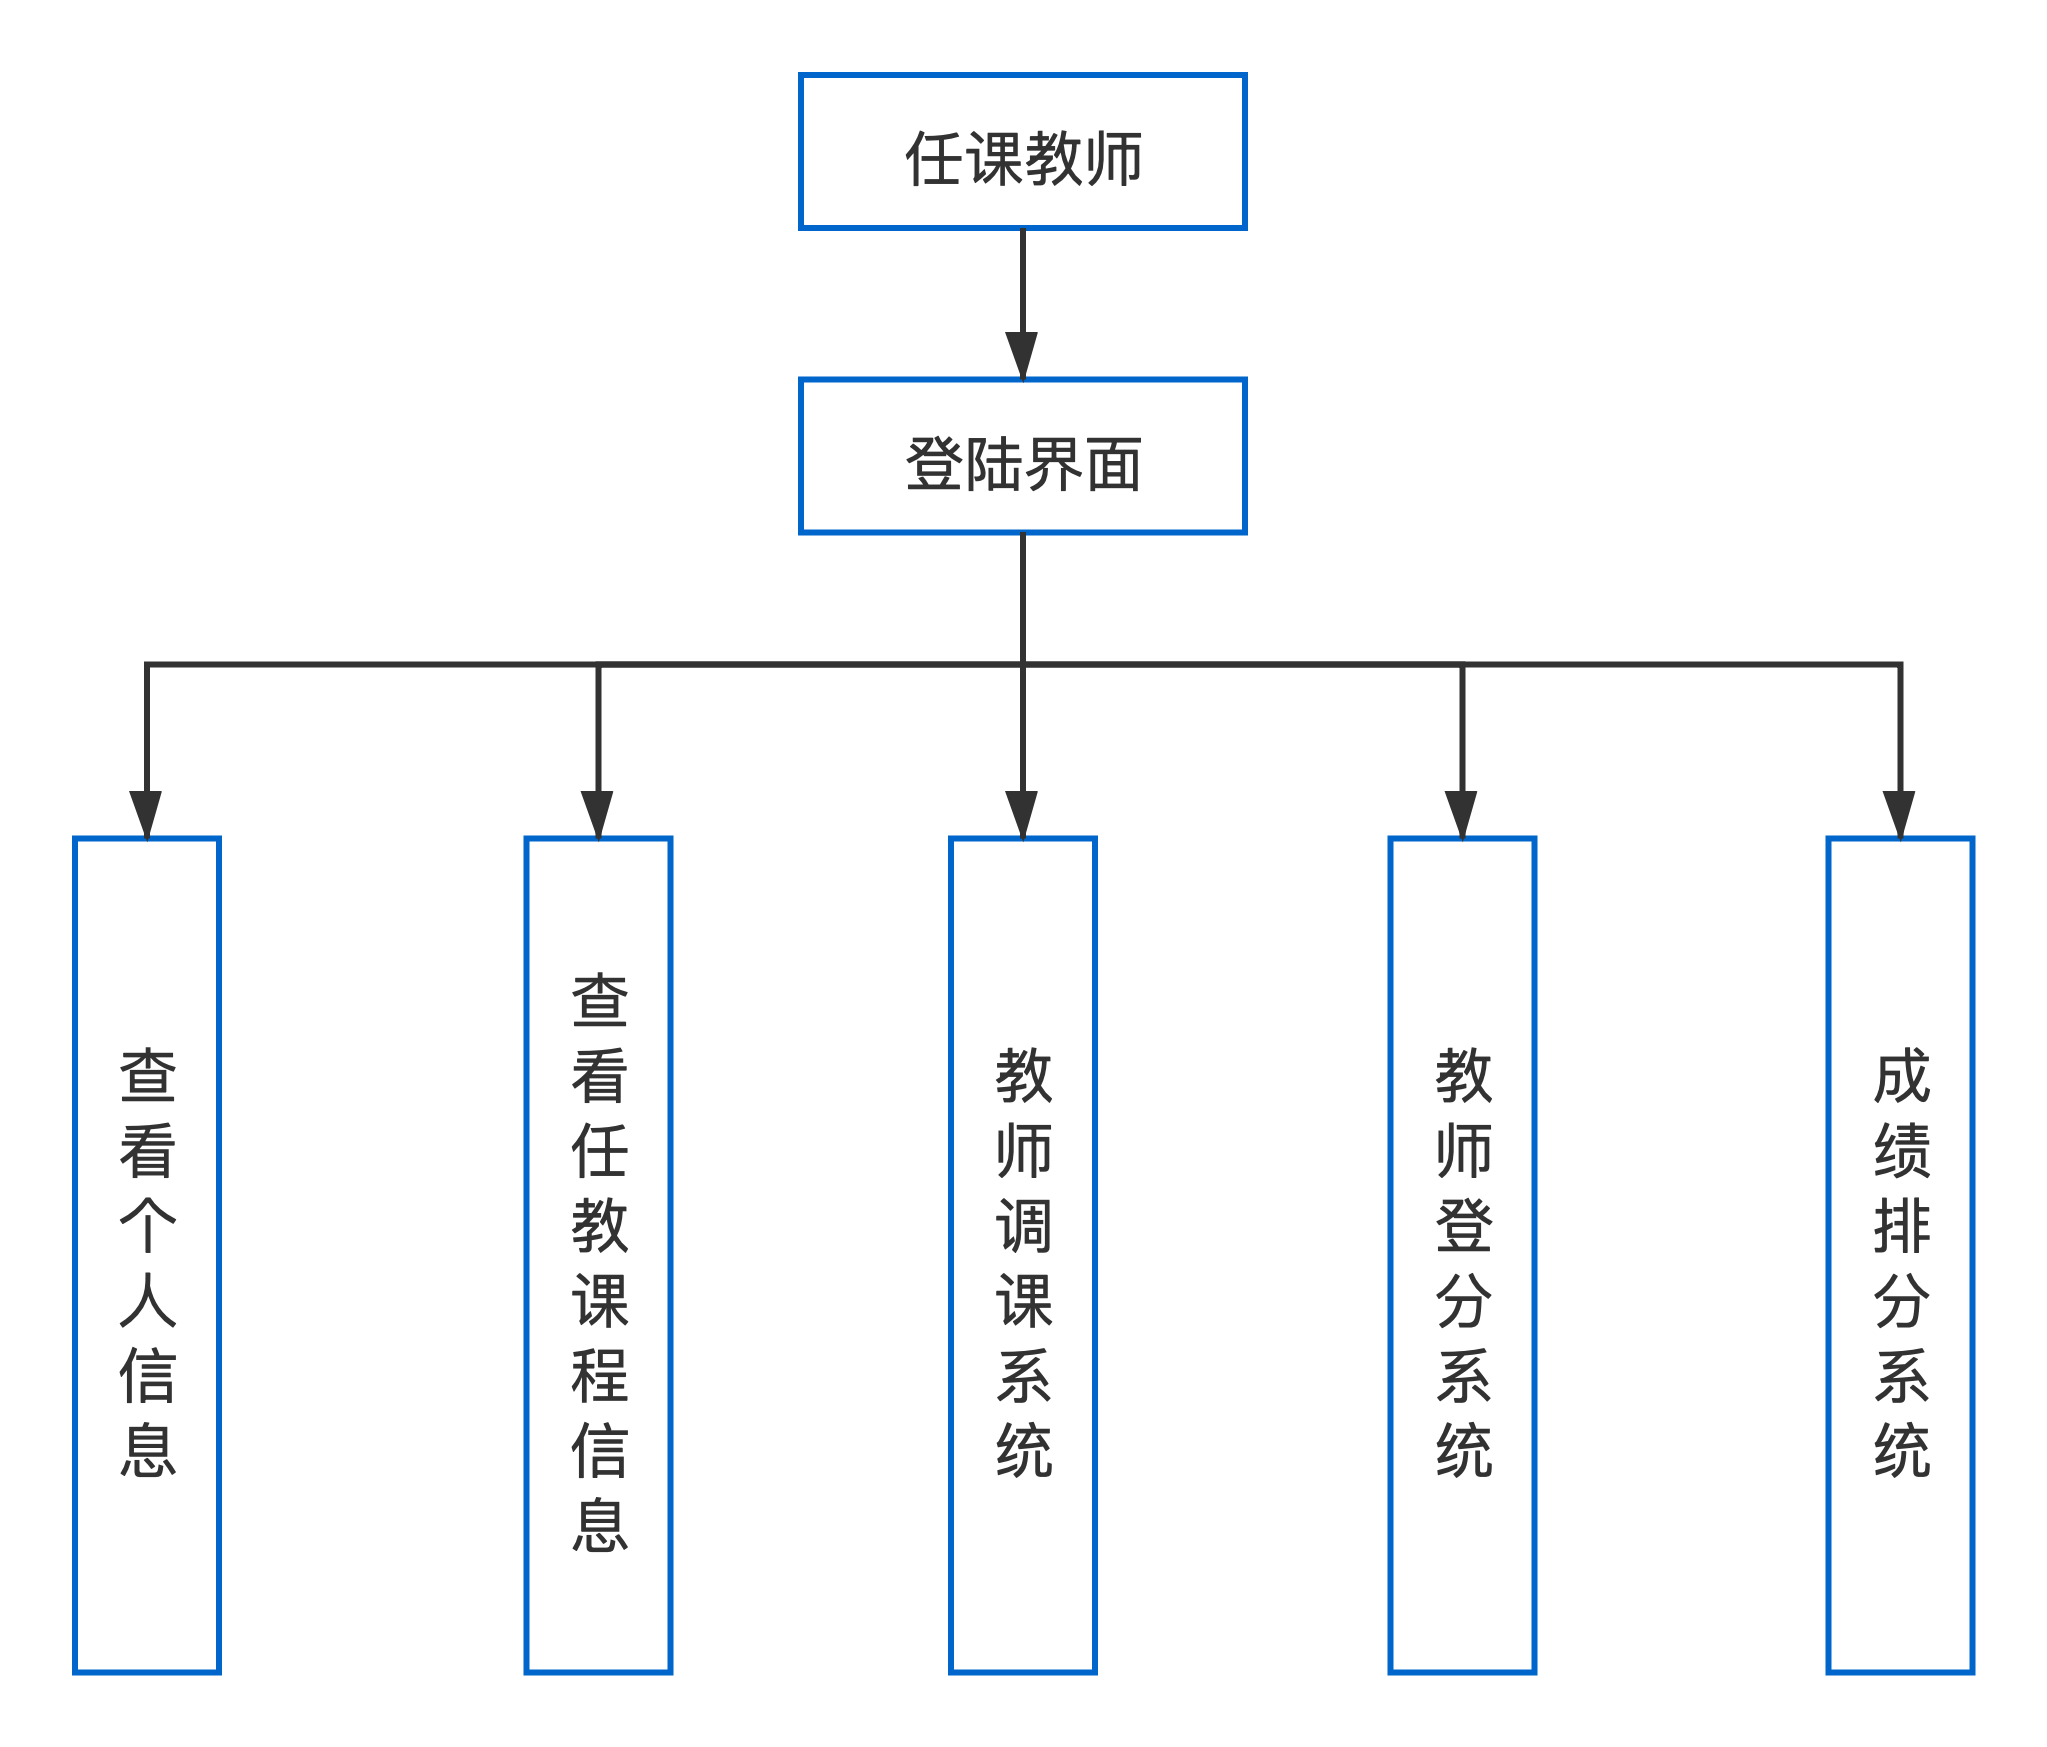 任课教师
登陆界面
查看个人信息
查看任教课程信息
教师调课系统
教师登分系统
成绩排分系统